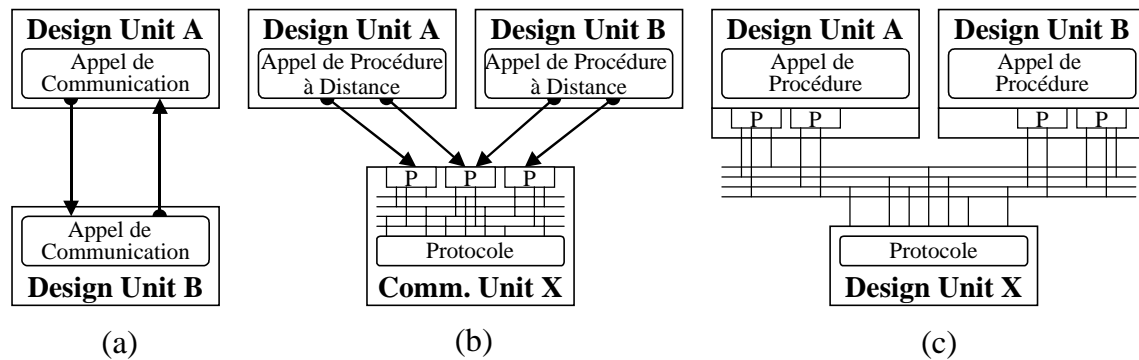 Design Unit A
Appel de
Communication
Appel de
Communication
Design Unit B
(a)
Design Unit A
Appel de Procédure
à Distance
Design Unit B
Appel de Procédure
à Distance
P
P
P
Protocole
Comm. Unit X
(b)
Design Unit A
Appel de
Procédure
P
P
Design Unit B
Appel de
Procédure
P
P
Protocole
Design Unit X
(c)